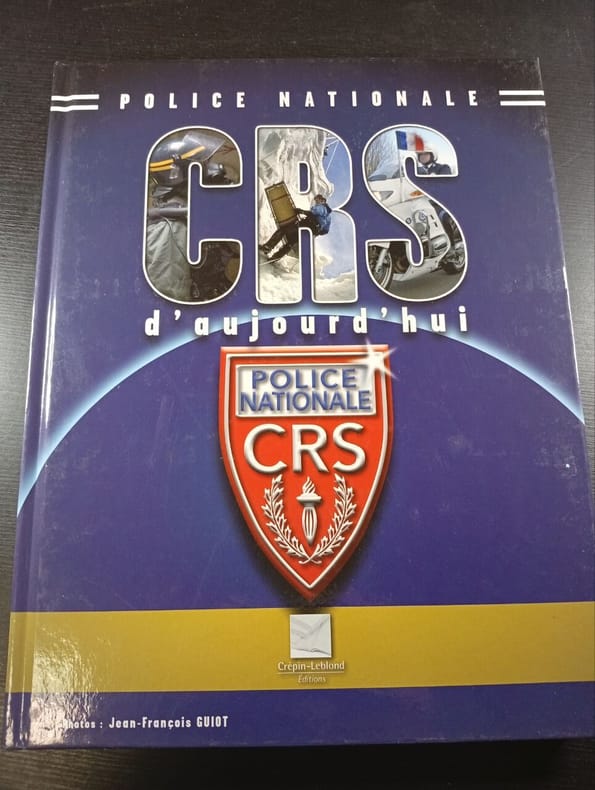 POLICE NATIONALE
CRS
d'aujourd'hui
POLICE
NATIONALE
CRS
Crépin-Leblond
Éditions
Photos : Jean-François GUIOT